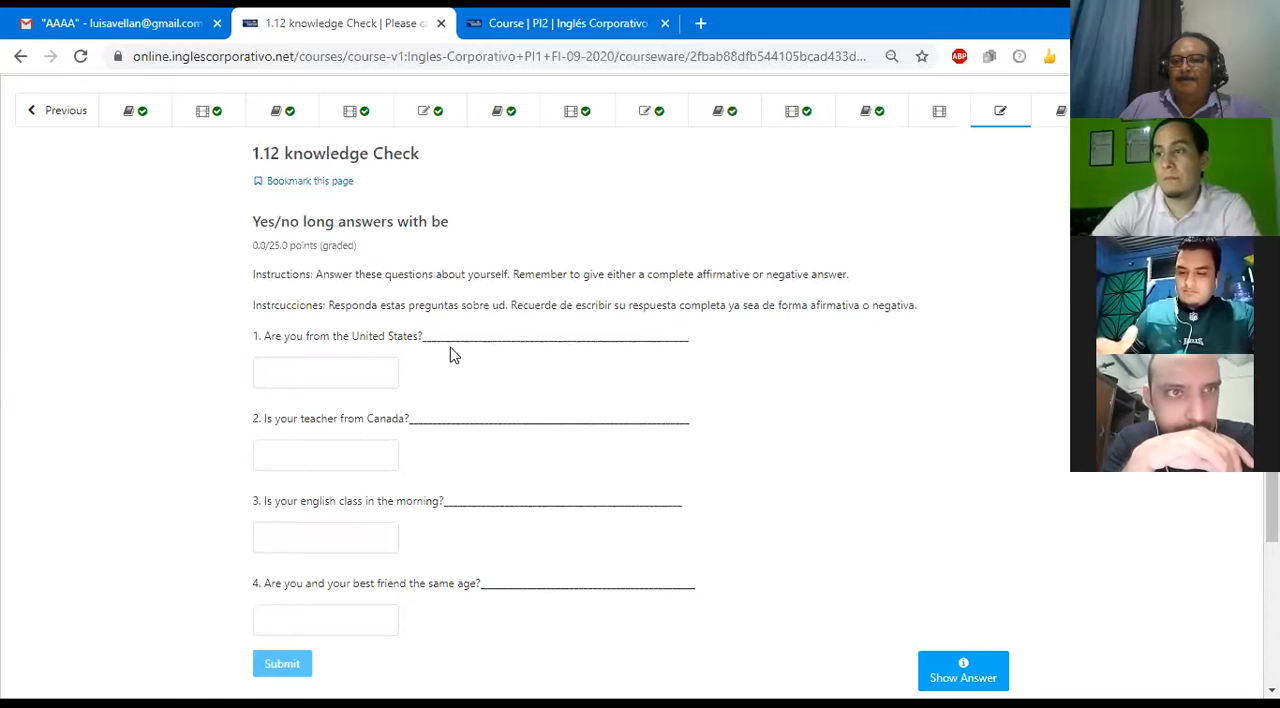 "AAAA" - luisavellan@gmail.com
1.12 knowledge Check | Please c
Course | PI2 | Inglés Corporativo
online.inglescorporativo.net/courses/course-v1:Ingles-Corporativo+PI1+FI-09-2020/courseware/2fbab88dfb544105bcad433d...
ABP
Previous
1.12 knowledge Check
Bookmark this page
Yes/no long answers with be
0.0/25.0 points (graded)
Instructions: Answer these questions about yourself. Remember to give either a complete affirmative or negative answer.
Instrcucciones: Responda estas preguntas sobre ud. Recuerde de escribir su respuesta completa ya sea de forma afirmativa o negativa.
1. Are you from the United States?
2. Is your teacher from Canada?
3. Is your english class in the morning?
4. Are you and your best friend the same age?
Submit
Show Answer